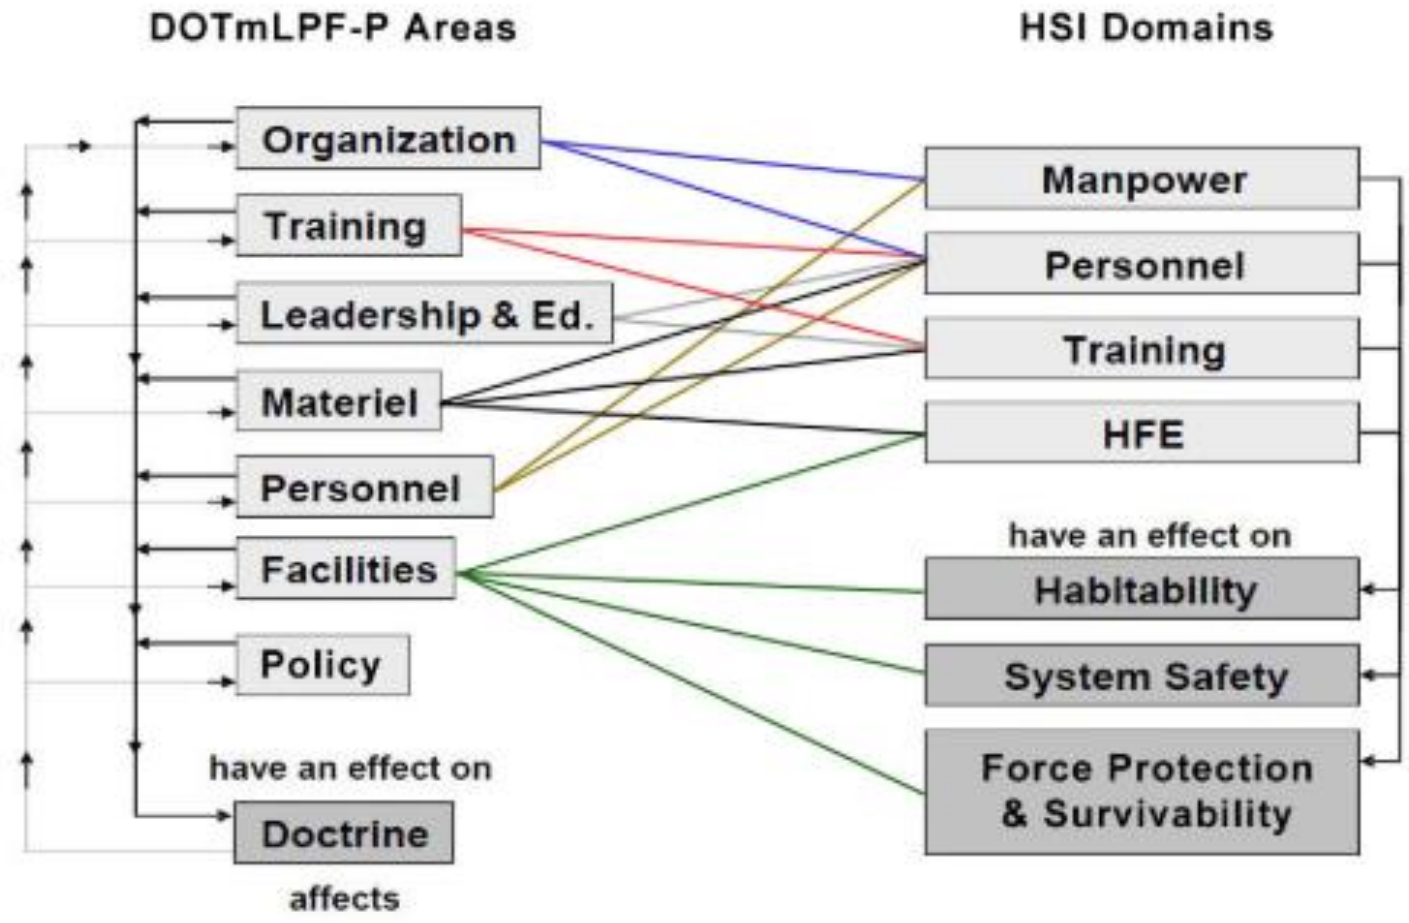 DOTmLPF-P Areas
HSI Domains
Organization
Training
Leadership & Ed.
Materiel
Personnel
Facilities
Policy
have an effect on
Doctrine
affects
Manpower
Personnel
Training
HFE
have an effect on
Habitability
System Safety
Force Protection
& Survivability